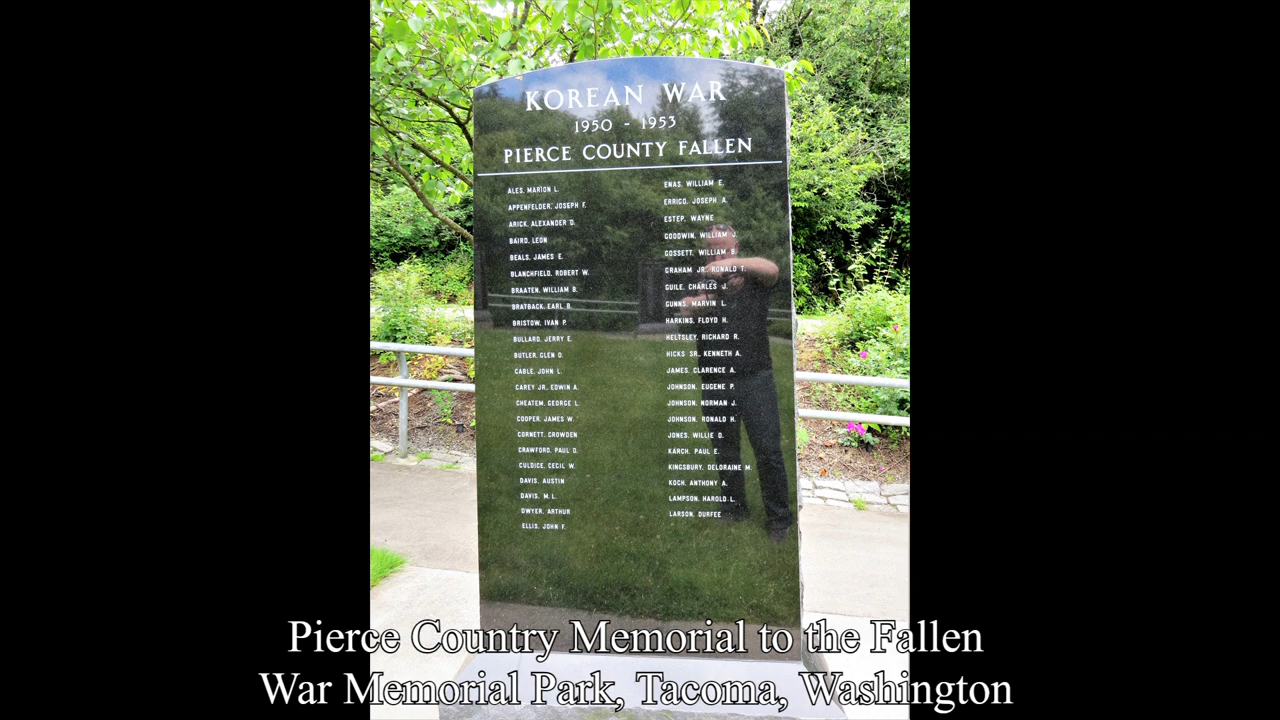 KOREAN WAR
1950 - 1953
PIERCE COUNTY FALLEN
ALES, MARION L.
APPENFELDER, JOSEPH F.
ARICK, ALEXANDER D.
BAIRD, LEON
BEALS, JAMES E.
BLANCHFIELD, ROBERT W.
BRAATEN, WILLIAM B.
BRATBACK, EARL B.
BRISTOW, IVAN P.
BULLARD, JERRY E.
BUTLER, GLEN O.
CABLE, JOHN L.
CAREY JR., EDWIN A.
CHEATEM, GEORGE L.
COOPER, JAMES W.
CORNETT, CROWDEN
CRAWFORD, PAUL D.
CULDICE, CECIL W.
DAVIS, AUSTIN
DAVIS, M.L.
DWYER, ARTHUR
ELLIS, JOHN F.
ENAS, WILLIAM E.
ERRIGO, JOSEPH A.
ESTEP, WAYNE
GOODWIN, WILLIAM J.
GOSSETT, WILLIAM B.
GRAHAM JR., RONALD T.
GUILE, CHARLES J.
GUNNS, MARVIN L.
HARKINS, FLOYD H.
HELTSLEY, RICHARD R.
HICKS SR., KENNETH A.
JAMES, CLARENCE A.
JOHNSON, EUGENE P.
JOHNSON, NORMAN J.
JOHNSON, RONALD H.
JONES, WILLIE D.
KARCH, PAUL E.
KINGSBURY, DELORAINE M.
KOCH, ANTHONY A.
LAMPSON, HAROLD L.
LARSON, DURFEE
Pierce Country Memorial to the Fallen
War Memorial Park, Tacoma, Washington